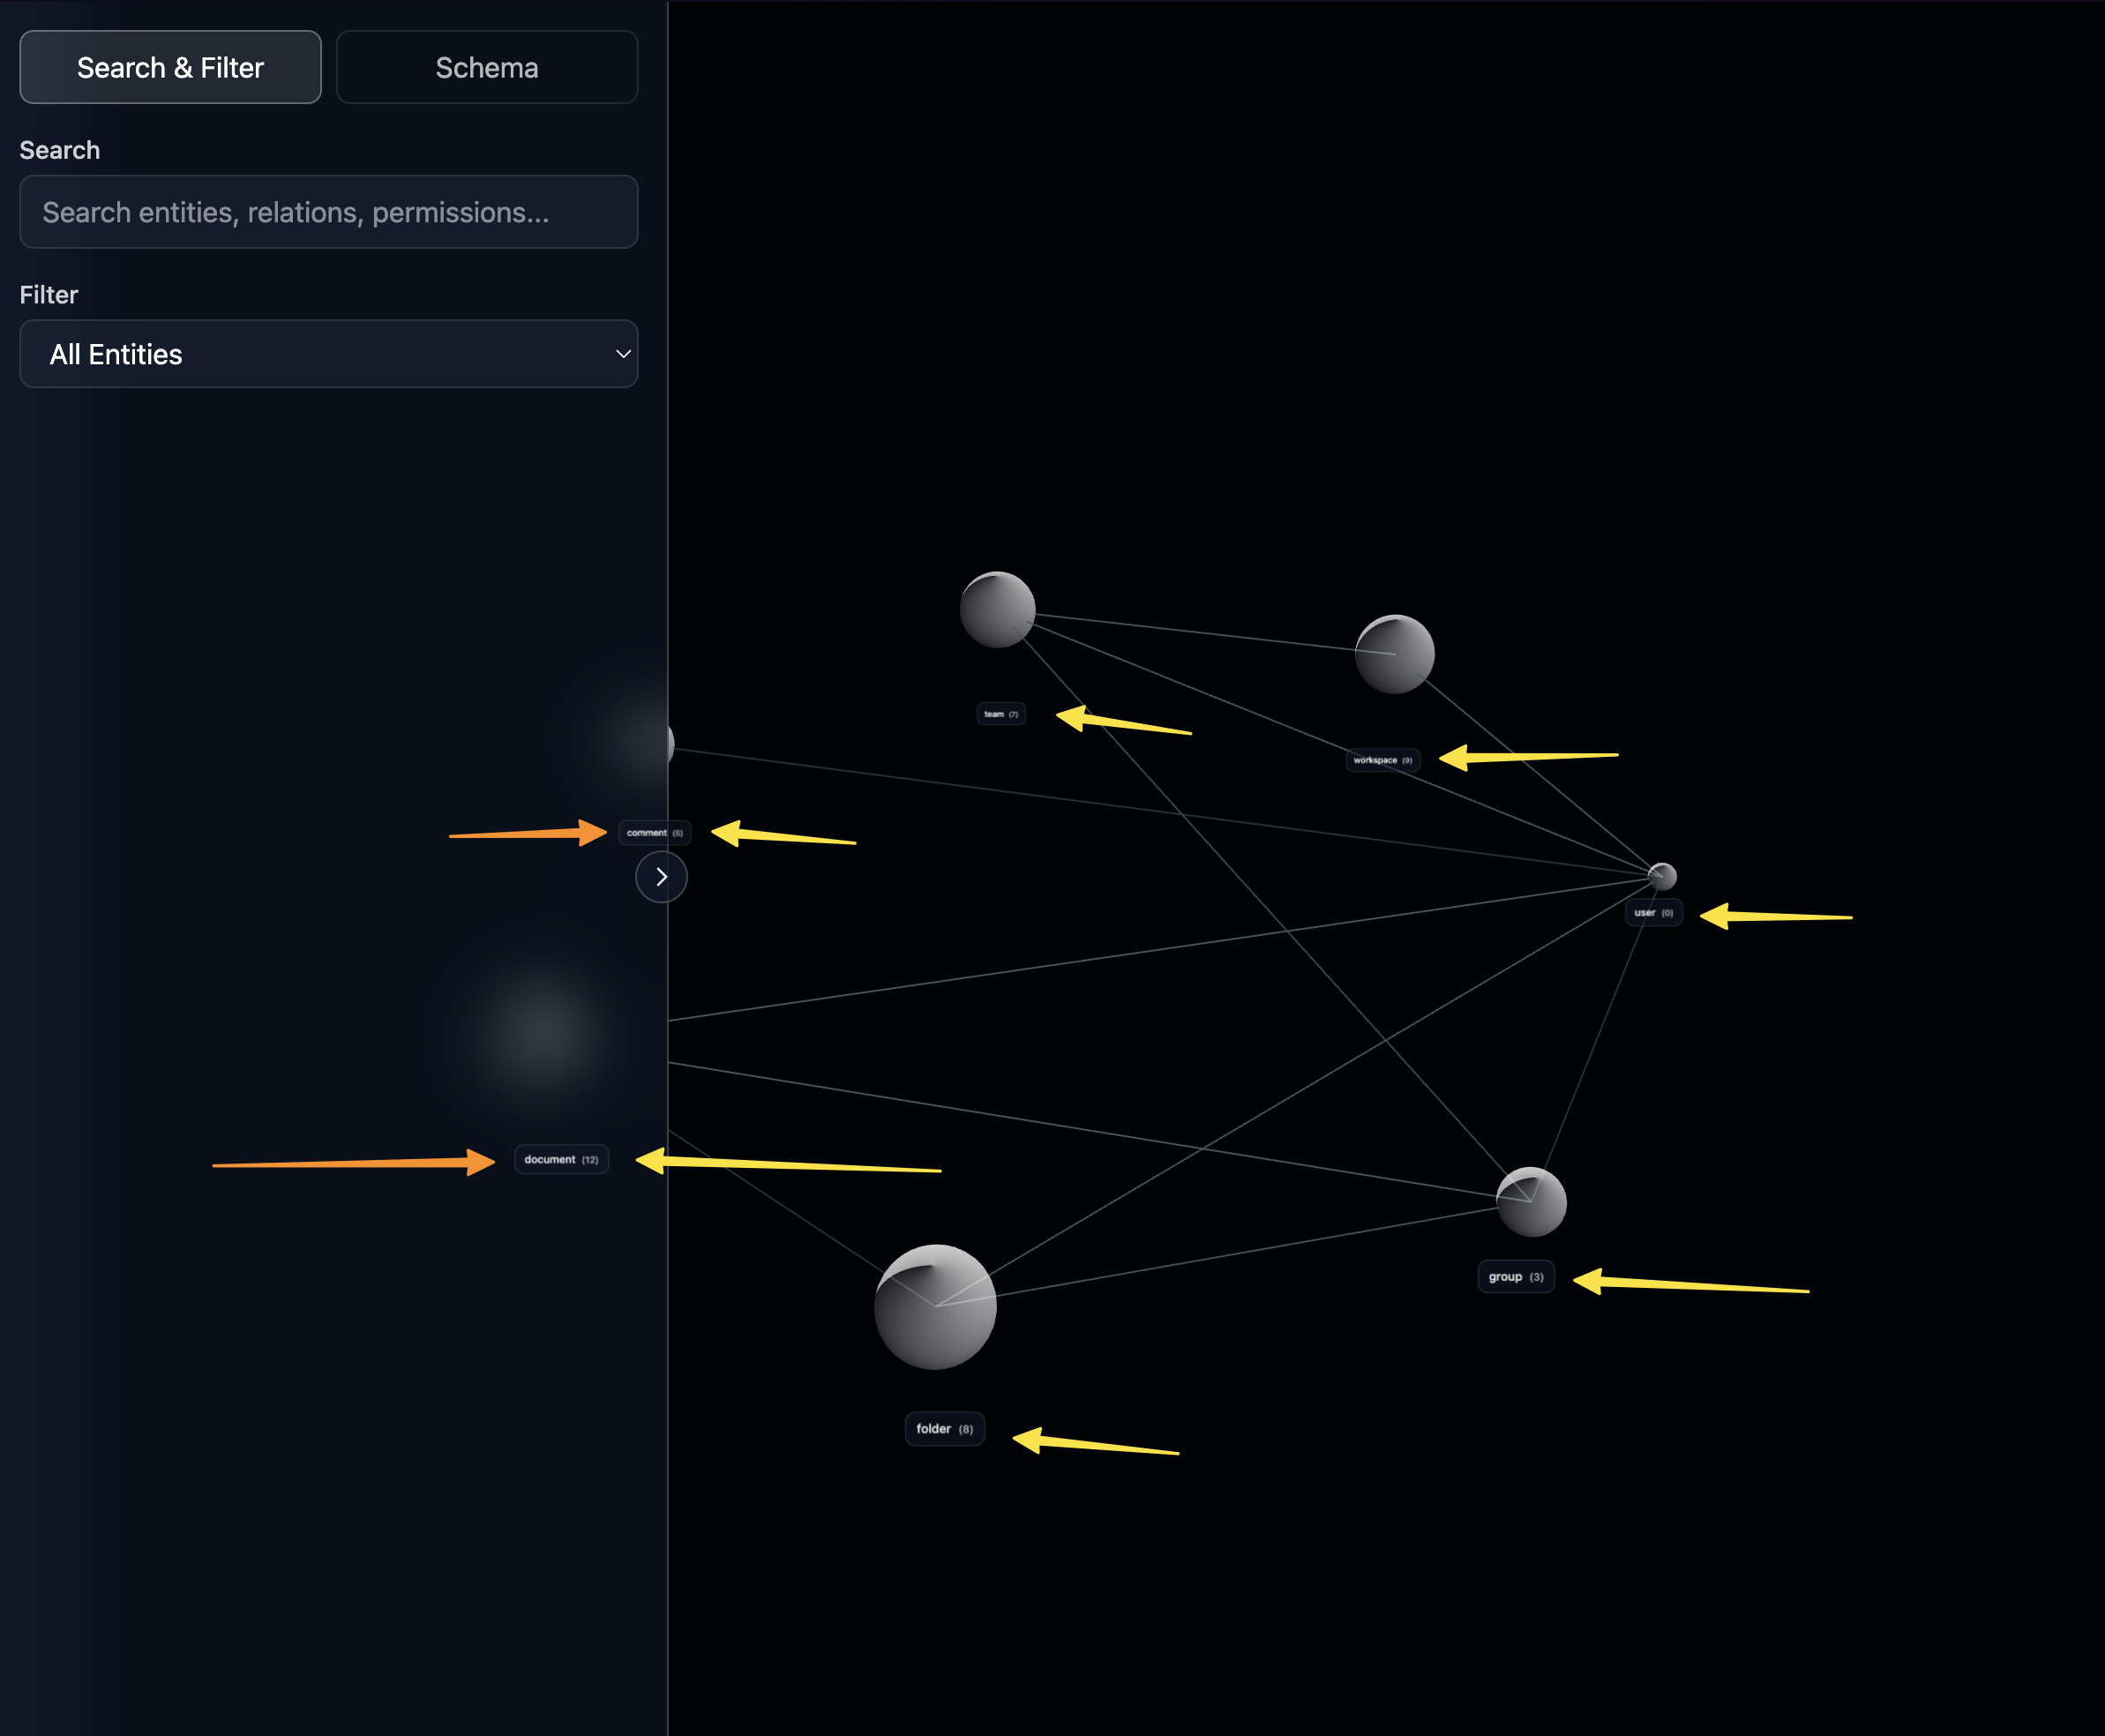 Search & Filter
Schema
Search
Search entities, relations, permissions...
Filter
All Entities
team (7)
workspace (9)
comment (5)
user (0)
document (12)
group (3)
folder (8)